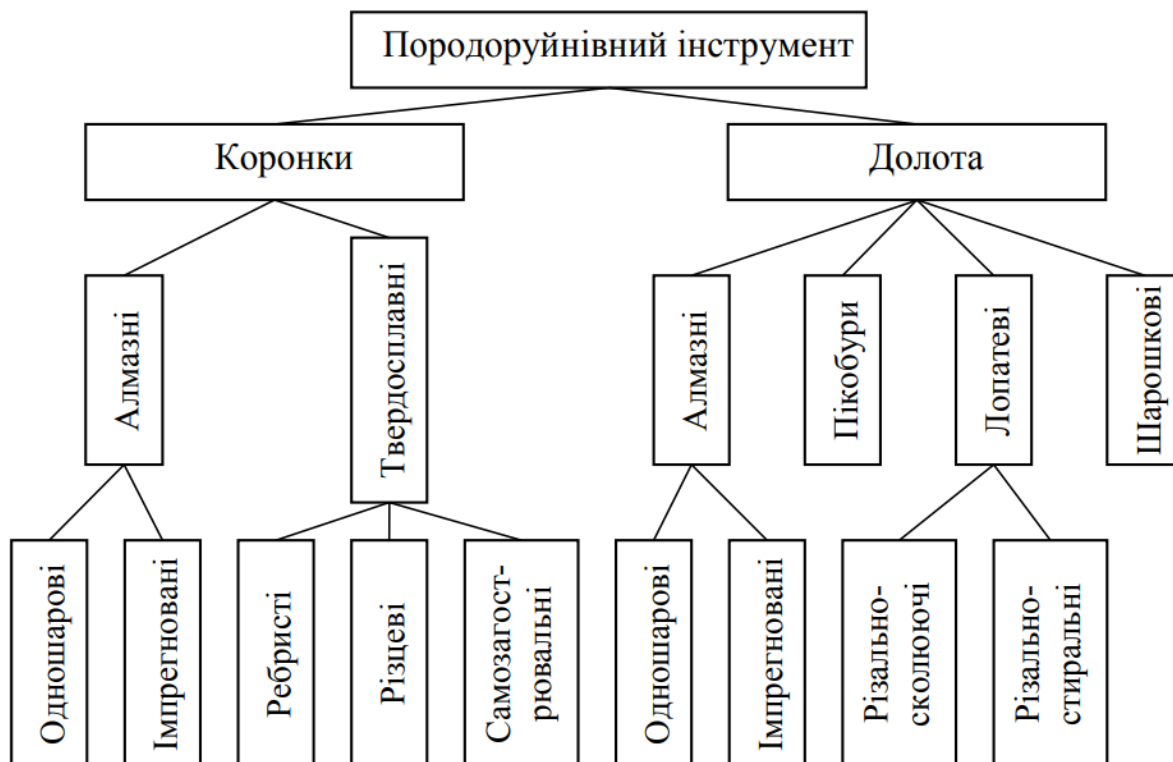 Породоруйнівний інструмент
Коронки
Долота
Алмазні
Твердосплавні
Алмазні
Пікобури
Лопатеві
Шарошкові
Одношарові
Імпрегновані
Ребристі
Різцеві
Самозагост-
рювальні
Одношарові
Імпрегновані
Різально-
сколюючі
Різально-
стиральні